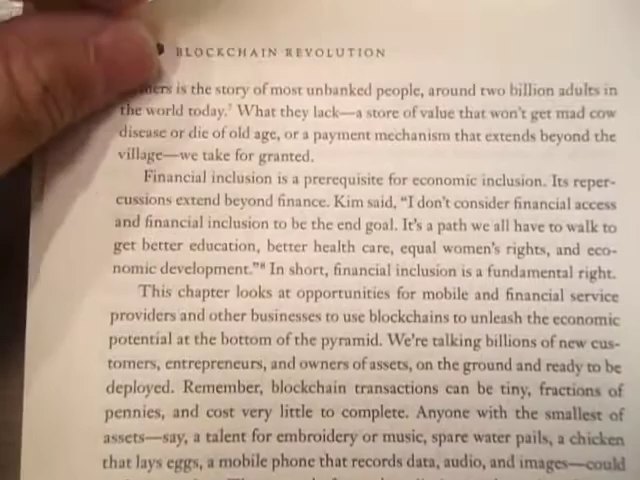 BLOCKCHAIN REVOLUTION
is the story of most unbanked people, around two billion adults in
the world today.⁷ What they lack—a store of value that won't get mad cow
disease or die of old age, or a payment mechanism that extends beyond the
village—we take for granted.
Financial inclusion is a prerequisite for economic inclusion. Its reper-
cussions extend beyond finance. Kim said, "I don't consider financial access
and financial inclusion to be the end goal. It's a path we all have to walk to
get better education, better health care, equal women's rights, and eco-
nomic development."⁸ In short, financial inclusion is a fundamental right.
This chapter looks at opportunities for mobile and financial service
providers and other businesses to use blockchains to unleash the economic
potential at the bottom of the pyramid. We're talking billions of new cus-
tomers, entrepreneurs, and owners of assets, on the ground and ready to be
deployed. Remember, blockchain transactions can be tiny, fractions of
pennies, and cost very little to complete. Anyone with the smallest of
assets—say, a talent for embroidery or music, spare water pails, a chicken
that lays eggs, a mobile phone that records data, audio, and images—could